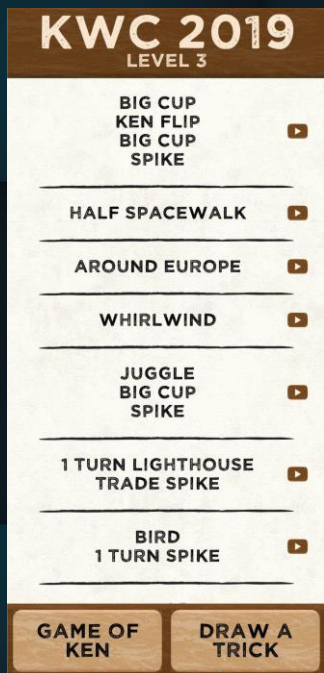 KWC 2019
LEVEL 3
BIG CUP
KEN FLIP
BIG CUP
SPIKE
HALF SPACEWALK
AROUND EUROPE
WHIRLWIND
JUGGLE
BIG CUP
SPIKE
1 TURN LIGHTHOUSE
TRADE SPIKE
BIRD
1 TURN SPIKE
GAME OF
KEN
DRAW A
TRICK